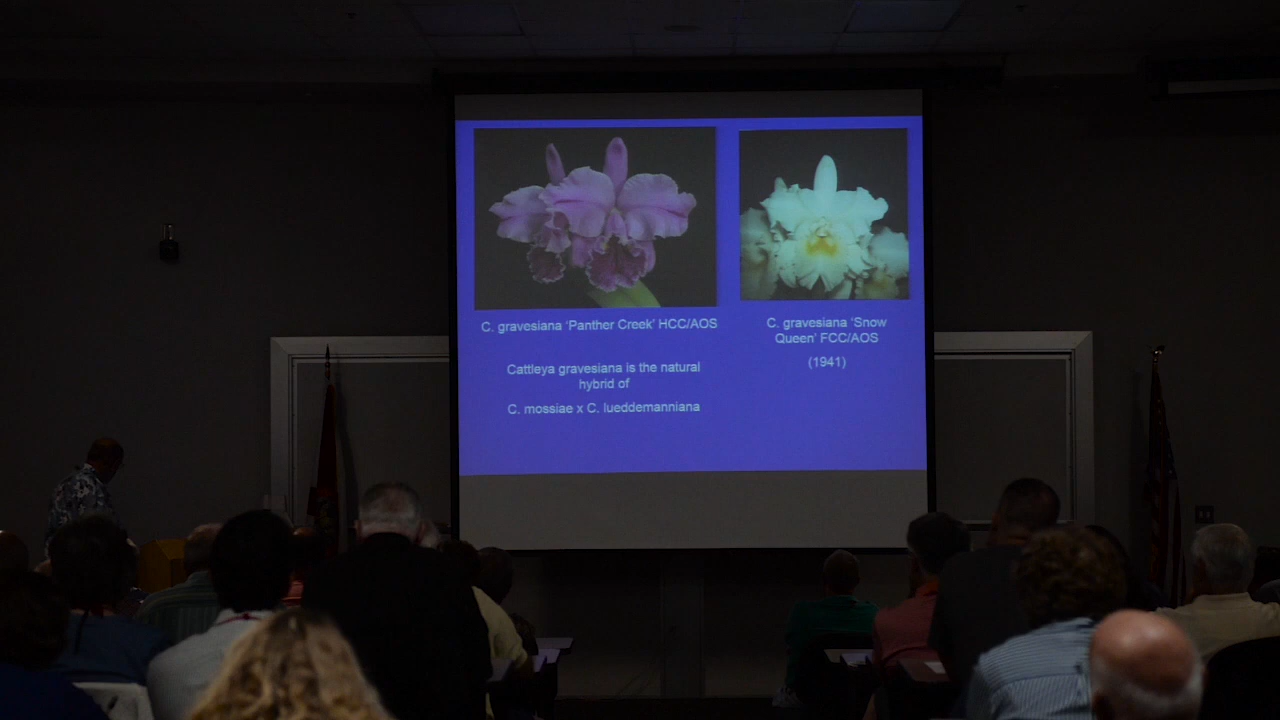 C. gravesiana 'Panther Creek' HCC/AOS
Cattleya gravesiana is the natural
hybrid of
C. mossiae x C. lueddemanniana
C. gravesiana 'Snow
Queen' FCC/AOS
(1941)